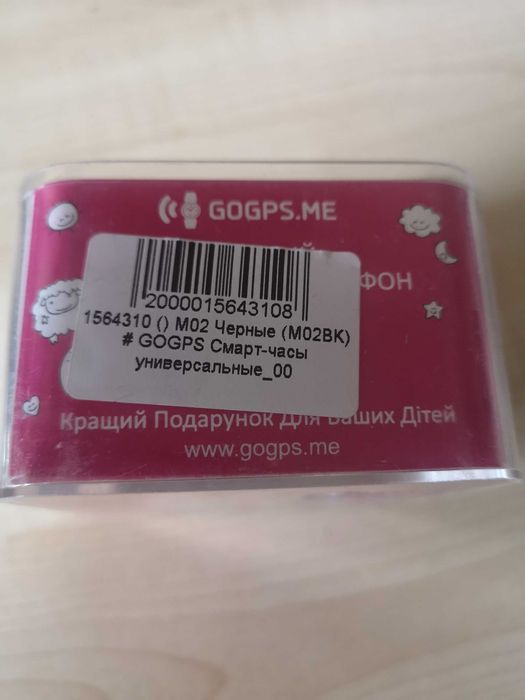 GOGPS.ME
ФОН
2000015643108
1564310 () M02 Черные (M02BK)
# GOGPS Смарт-часы
универсальные_00
Кращий Подарунок Для Ваших Дітей
www.gogps.me